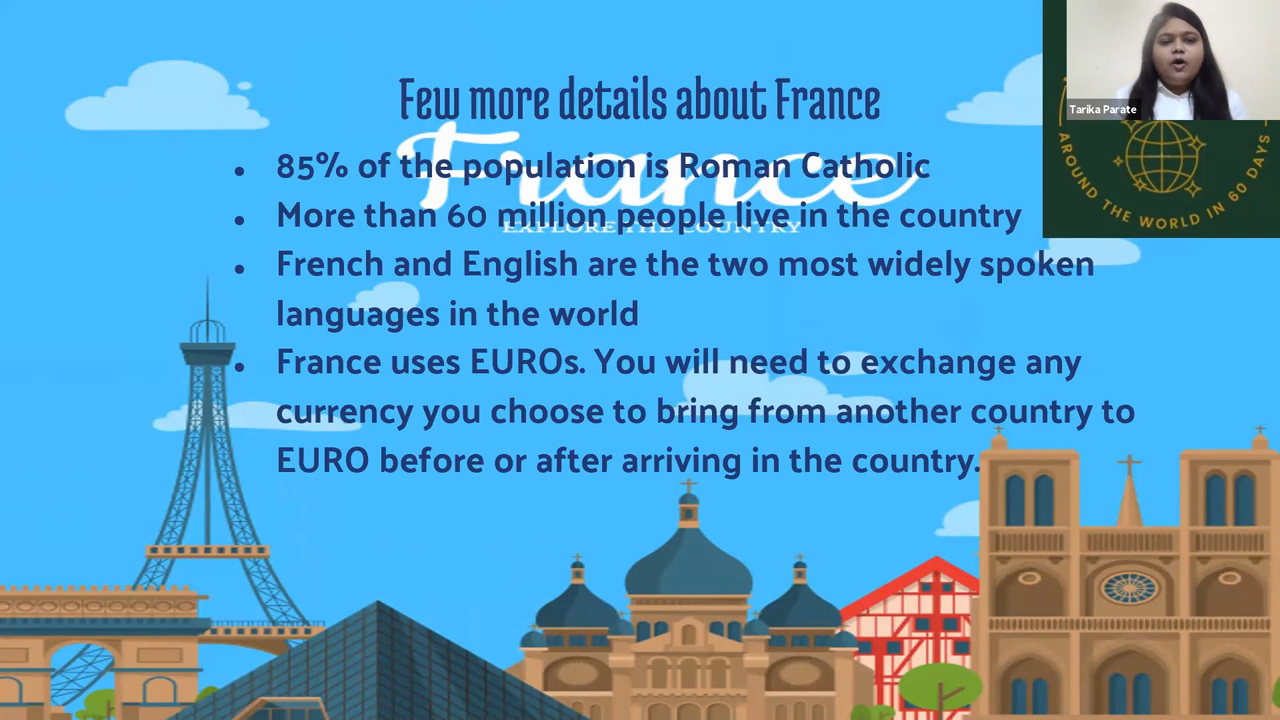 Few more details about France
France
EXPLORE THE COUNTRY
• 85% of the population is Roman Catholic
• More than 60 million people live in the country
• French and English are the two most widely spoken
languages in the world
• France uses EUROs. You will need to exchange any
currency you choose to bring from another country to
EURO before or after arriving in the country.
Tarika Parate
AROUND THE WORLD IN 60 DAYS